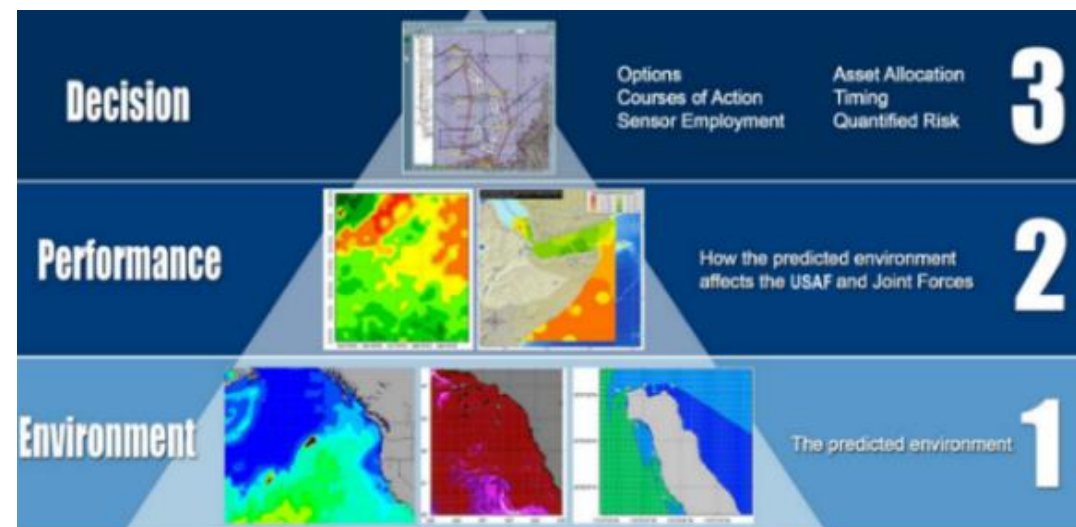 Decision
Options
Courses of Action
Sensor Employment
Asset Allocation
Timing
Quantified Risk
3
Performance
How the predicted environment
affects the USAF and Joint Forces
2
Environment
The predicted environment
1